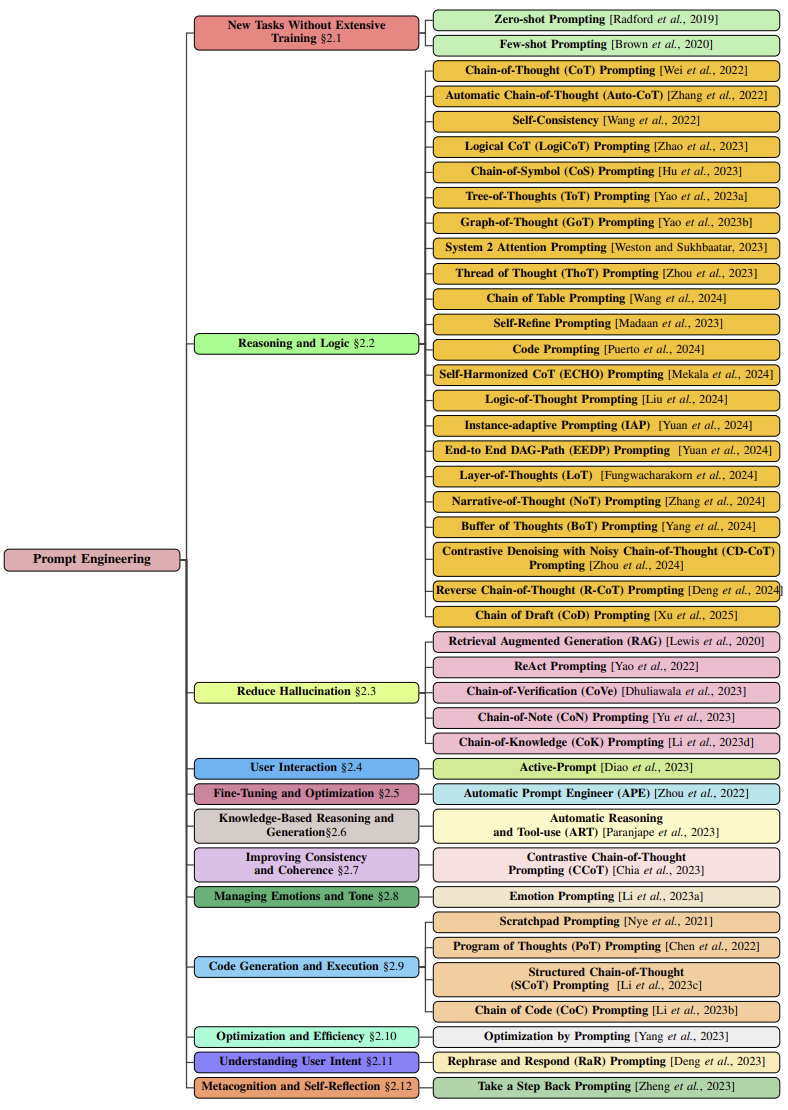 New Tasks Without Extensive
Training §2.1
Zero-shot Prompting [Radford et al., 2019]
Few-shot Prompting [Brown et al., 2020]
Reasoning and Logic §2.2
Chain-of-Thought (CoT) Prompting [Wei et al., 2022]
Automatic Chain-of-Thought (Auto-CoT) [Zhang et al., 2022]
Self-Consistency [Wang et al., 2022]
Logical CoT (LogiCoT) Prompting [Zhao et al., 2023]
Chain-of-Symbol (CoS) Prompting [Hu et al., 2023]
Tree-of-Thoughts (ToT) Prompting [Yao et al., 2023a]
Graph-of-Thought (GoT) Prompting [Yao et al., 2023b]
System 2 Attention Prompting [Weston and Sukhbaatar, 2023]
Thread of Thought (ThoT) Prompting [Zhou et al., 2023]
Chain of Table Prompting [Wang et al., 2024]
Self-Refine Prompting [Madaan et al., 2023]
Code Prompting [Puerto et al., 2024]
Self-Harmonized CoT (ECHO) Prompting [Mekala et al., 2024]
Logic-of-Thought Prompting [Liu et al., 2024]
Instance-adaptive Prompting (IAP) [Yuan et al., 2024]
End-to End DAG-Path (EEDP) Prompting [Yuan et al., 2024]
Layer-of-Thoughts (LoT) [Fungwacharakorn et al., 2024]
Narrative-of-Thought (NoT) Prompting [Zhang et al., 2024]
Buffer of Thoughts (BoT) Prompting [Yang et al., 2024]
Contrastive Denoising with Noisy Chain-of-Thought (CD-CoT)
Prompting [Zhou et al., 2024]
Reverse Chain-of-Thought (R-CoT) Prompting [Deng et al., 2024]
Chain of Draft (CoD) Prompting [Xu et al., 2025]
Prompt Engineering
Reduce Hallucination §2.3
Retrieval Augmented Generation (RAG) [Lewis et al., 2020]
ReAct Prompting [Yao et al., 2022]
Chain-of-Verification (CoVe) [Dhuliawala et al., 2023]
Chain-of-Note (CoN) Prompting [Yu et al., 2023]
Chain-of-Knowledge (CoK) Prompting [Li et al., 2023d]
User Interaction §2.4
Active-Prompt [Diao et al., 2023]
Fine-Tuning and Optimization §2.5
Automatic Prompt Engineer (APE) [Zhou et al., 2022]
Knowledge-Based Reasoning and
Generation§2.6
Automatic Reasoning
and Tool-use (ART) [Paranjape et al., 2023]
Improving Consistency
and Coherence §2.7
Contrastive Chain-of-Thought
Prompting (CCoT) [Chia et al., 2023]
Managing Emotions and Tone §2.8
Emotion Prompting [Li et al., 2023a]
Code Generation and Execution §2.9
Scratchpad Prompting [Nye et al., 2021]
Program of Thoughts (PoT) Prompting [Chen et al., 2022]
Structured Chain-of-Thought
(SCoT) Prompting [Li et al., 2023c]
Chain of Code (CoC) Prompting [Li et al., 2023b]
Optimization and Efficiency §2.10
Optimization by Prompting [Yang et al., 2023]
Understanding User Intent §2.11
Rephrase and Respond (RaR) Prompting [Deng et al., 2023]
Metacognition and Self-Reflection §2.12
Take a Step Back Prompting [Zheng et al., 2023]